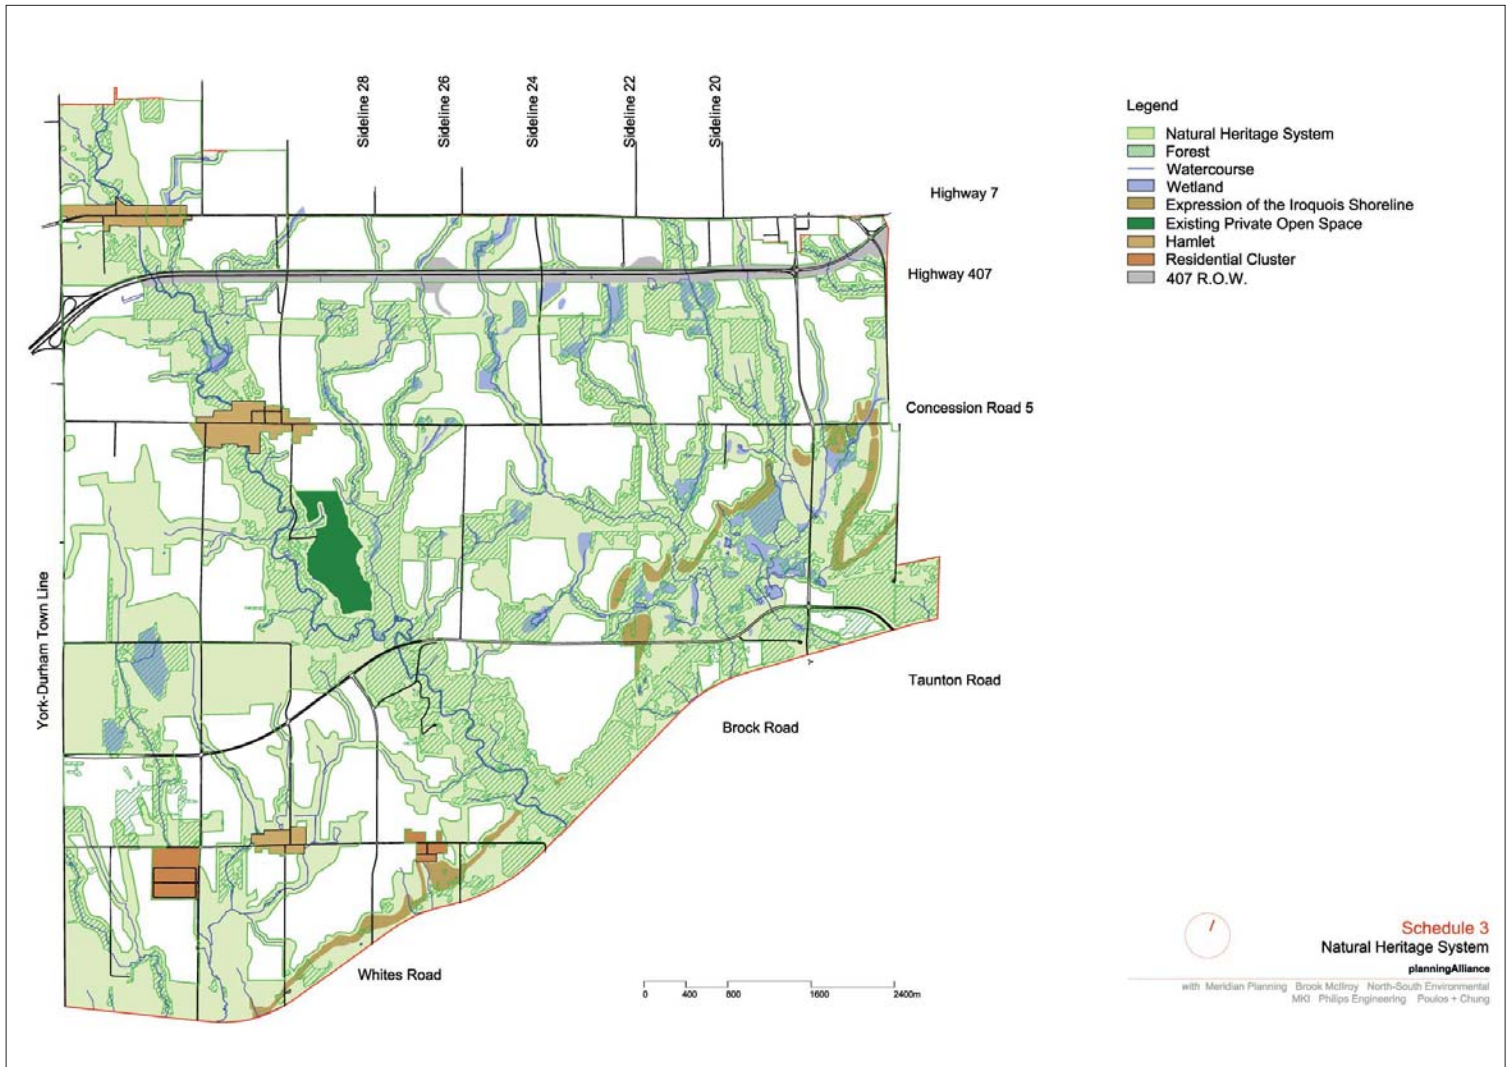 Sideline 28
Sideline 26
Sideline 24
Sideline 22
Sideline 20
Legend
Natural Heritage System
Forest
Watercourse
Wetland
Expression of the Iroquois Shoreline
Existing Private Open Space
Hamlet
Residential Cluster
407 R.O.W.
Highway 7
Highway 407
Concession Road 5
York-Durham Town Line
Taunton Road
Brock Road
Whites Road
0 400 800 1600 2400m
Schedule 3
Natural Heritage System
planningAlliance
with Meridian Planning Brook McIlroy North-South Environmental
MKI Philips Engineering Poulos + Chung